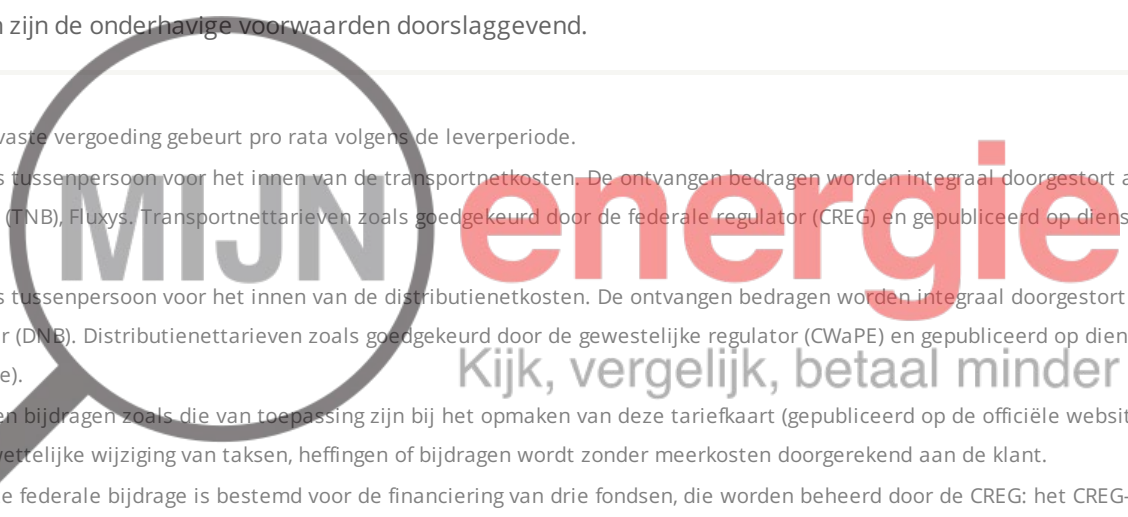 zijn de onderhavige voorwaarden doorslaggevend.
vaste vergoeding gebeurt pro rata volgens de leverperiode.
s tussenpersoon voor het innen van de transportnetkosten. De ontvangen bedragen worden integraal doorgestort a
(TNB), Fluxys. Transportnettarieven zoals goedgekeurd door de federale regulator (CREG) en gepubliceerd op diens
MIJN energie
s tussenpersoon voor het innen van de distributienetkosten. De ontvangen bedragen worden integraal doorgestort
r (DNB). Distributienettarieven zoals goedgekeurd door de gewestelijke regulator (CWaPE) en gepubliceerd op dien
e).
Kijk, vergelijk, betaal minder
en bijdragen zoals die van toepassing zijn bij het opmaken van deze tariefkaart (gepubliceerd op de officiële websit
wettelijke wijziging van taksen, heffingen of bijdragen wordt zonder meerkosten doorgerekend aan de klant.
e federale bijdrage is bestemd voor de financiering van drie fondsen, die worden beheerd door de CREG: het CREG-